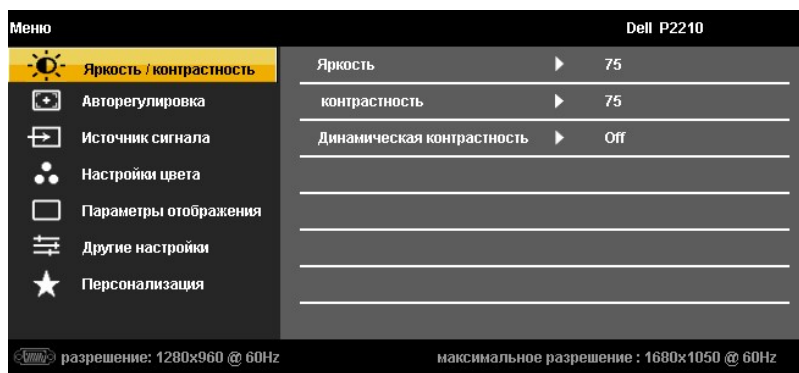 Меню Dell P2210
Яркость / контрастность Яркость 75
Авторегулировка контрастность 75
Источник сигнала Динамическая контрастность Off
Настройки цвета
Параметры отображения
Другие настройки
Персонализация
разрешение: 1280x960 @ 60Hz максимальное разрешение : 1680x1050 @ 60Hz